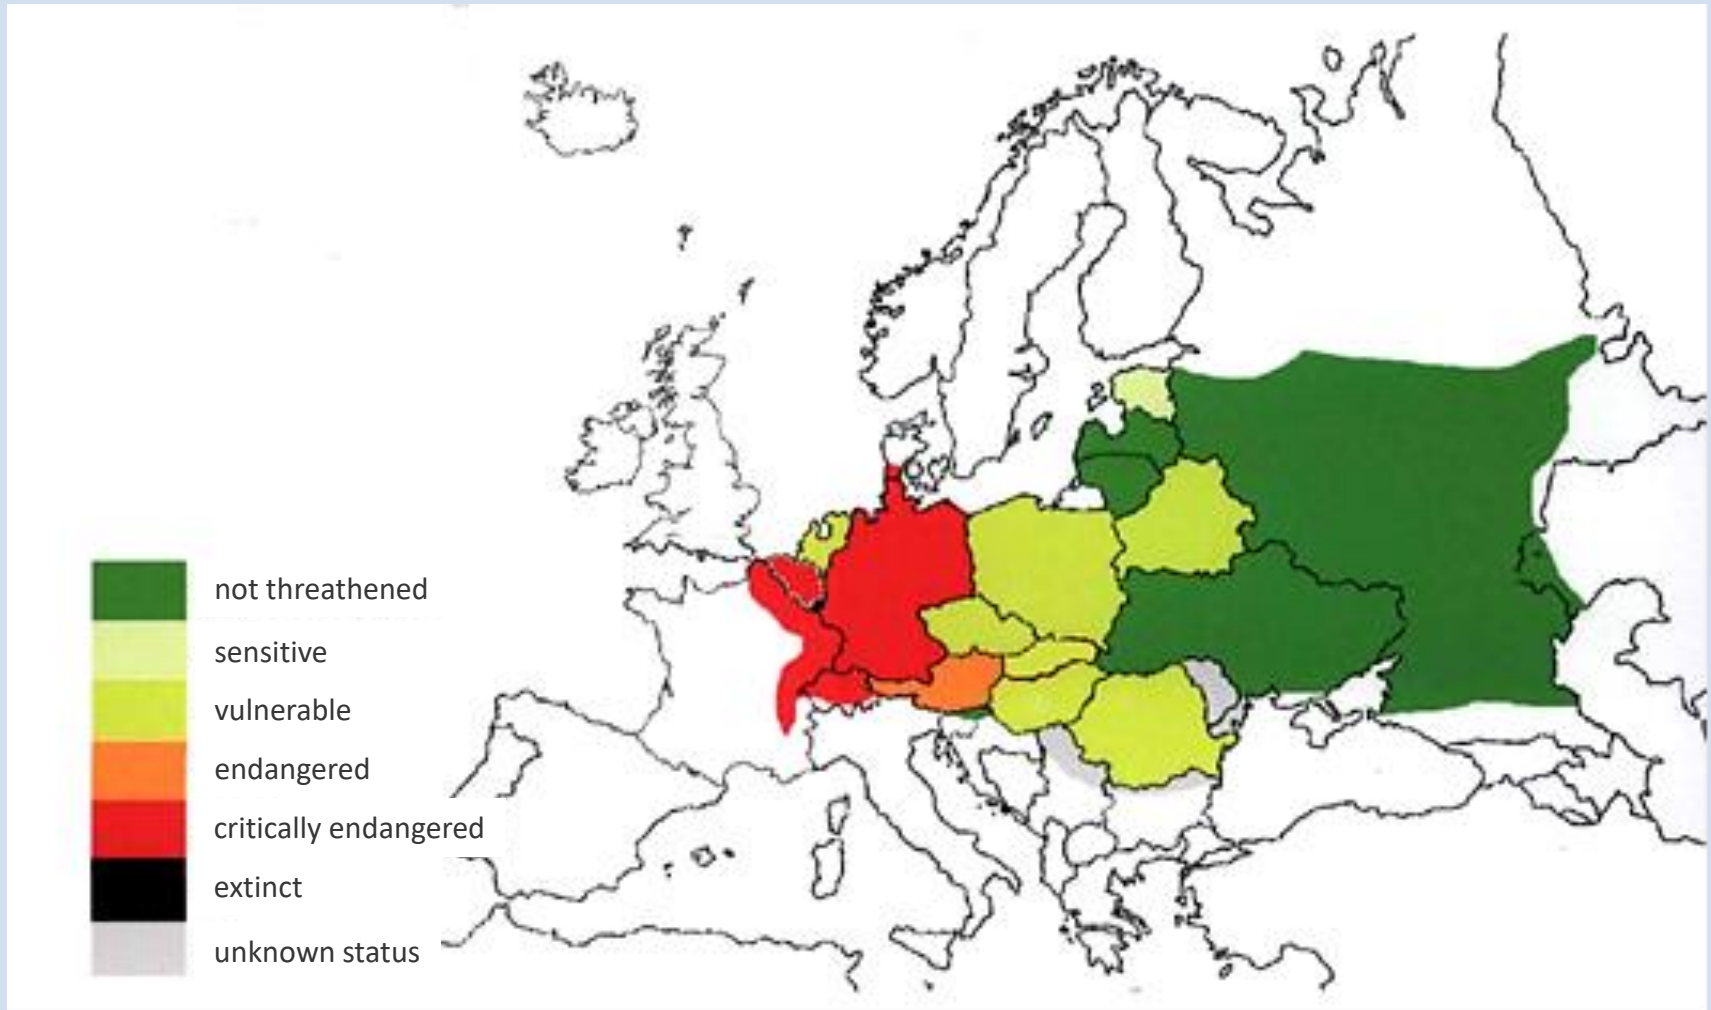 not threathened
sensitive
vulnerable
endangered
critically endangered
extinct
unknown status